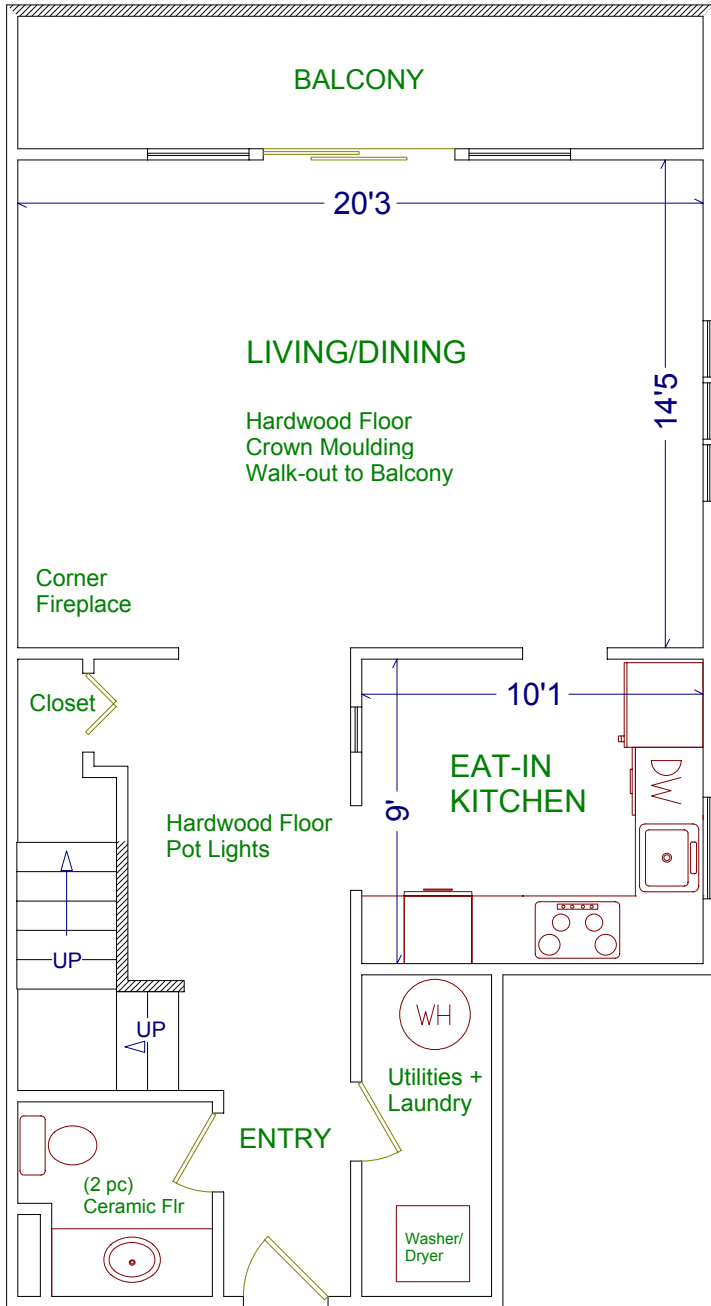 BALCONY
20'3
LIVING/DINING
14'5
Hardwood Floor
Crown Moulding
Walk-out to Balcony
Corner
Fireplace
Closet
10'1
EAT-IN
KITCHEN
DW
9'
Hardwood Floor
Pot Lights
UP
UP
WH
Utilities +
Laundry
ENTRY
(2 pc)
Ceramic Flr
Washer/
Dryer